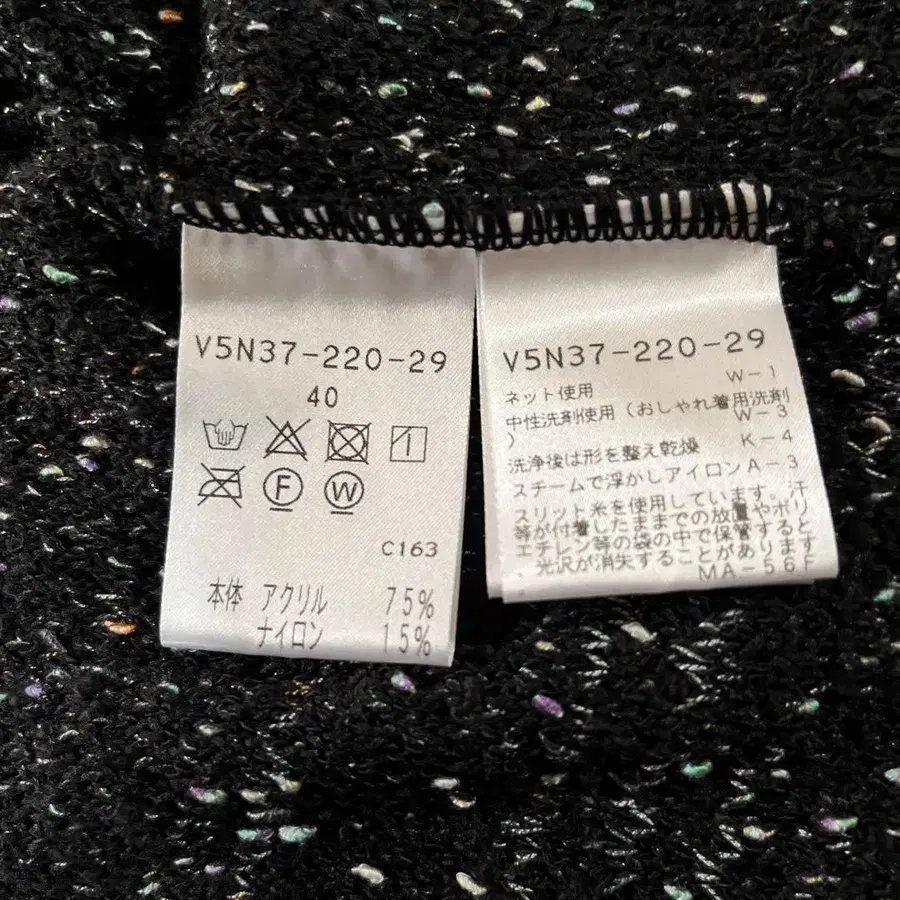 V5N37-220-29
40
F
W
C163
本体 アクリル 75%
ナイロン 15%
V5N37-220-29
ネット使用 W-1
中性洗剤使用(おしゃれ着用洗剤
) W-3
洗浄後は形を整え乾燥 K-4
スチームで浮かしアイロン A-3
スリット糸を使用しています。汗
等が付着したままでの放置やポリ
エチレン等の袋の中で保管すると
、光沢が消失することがあります
MA-56F